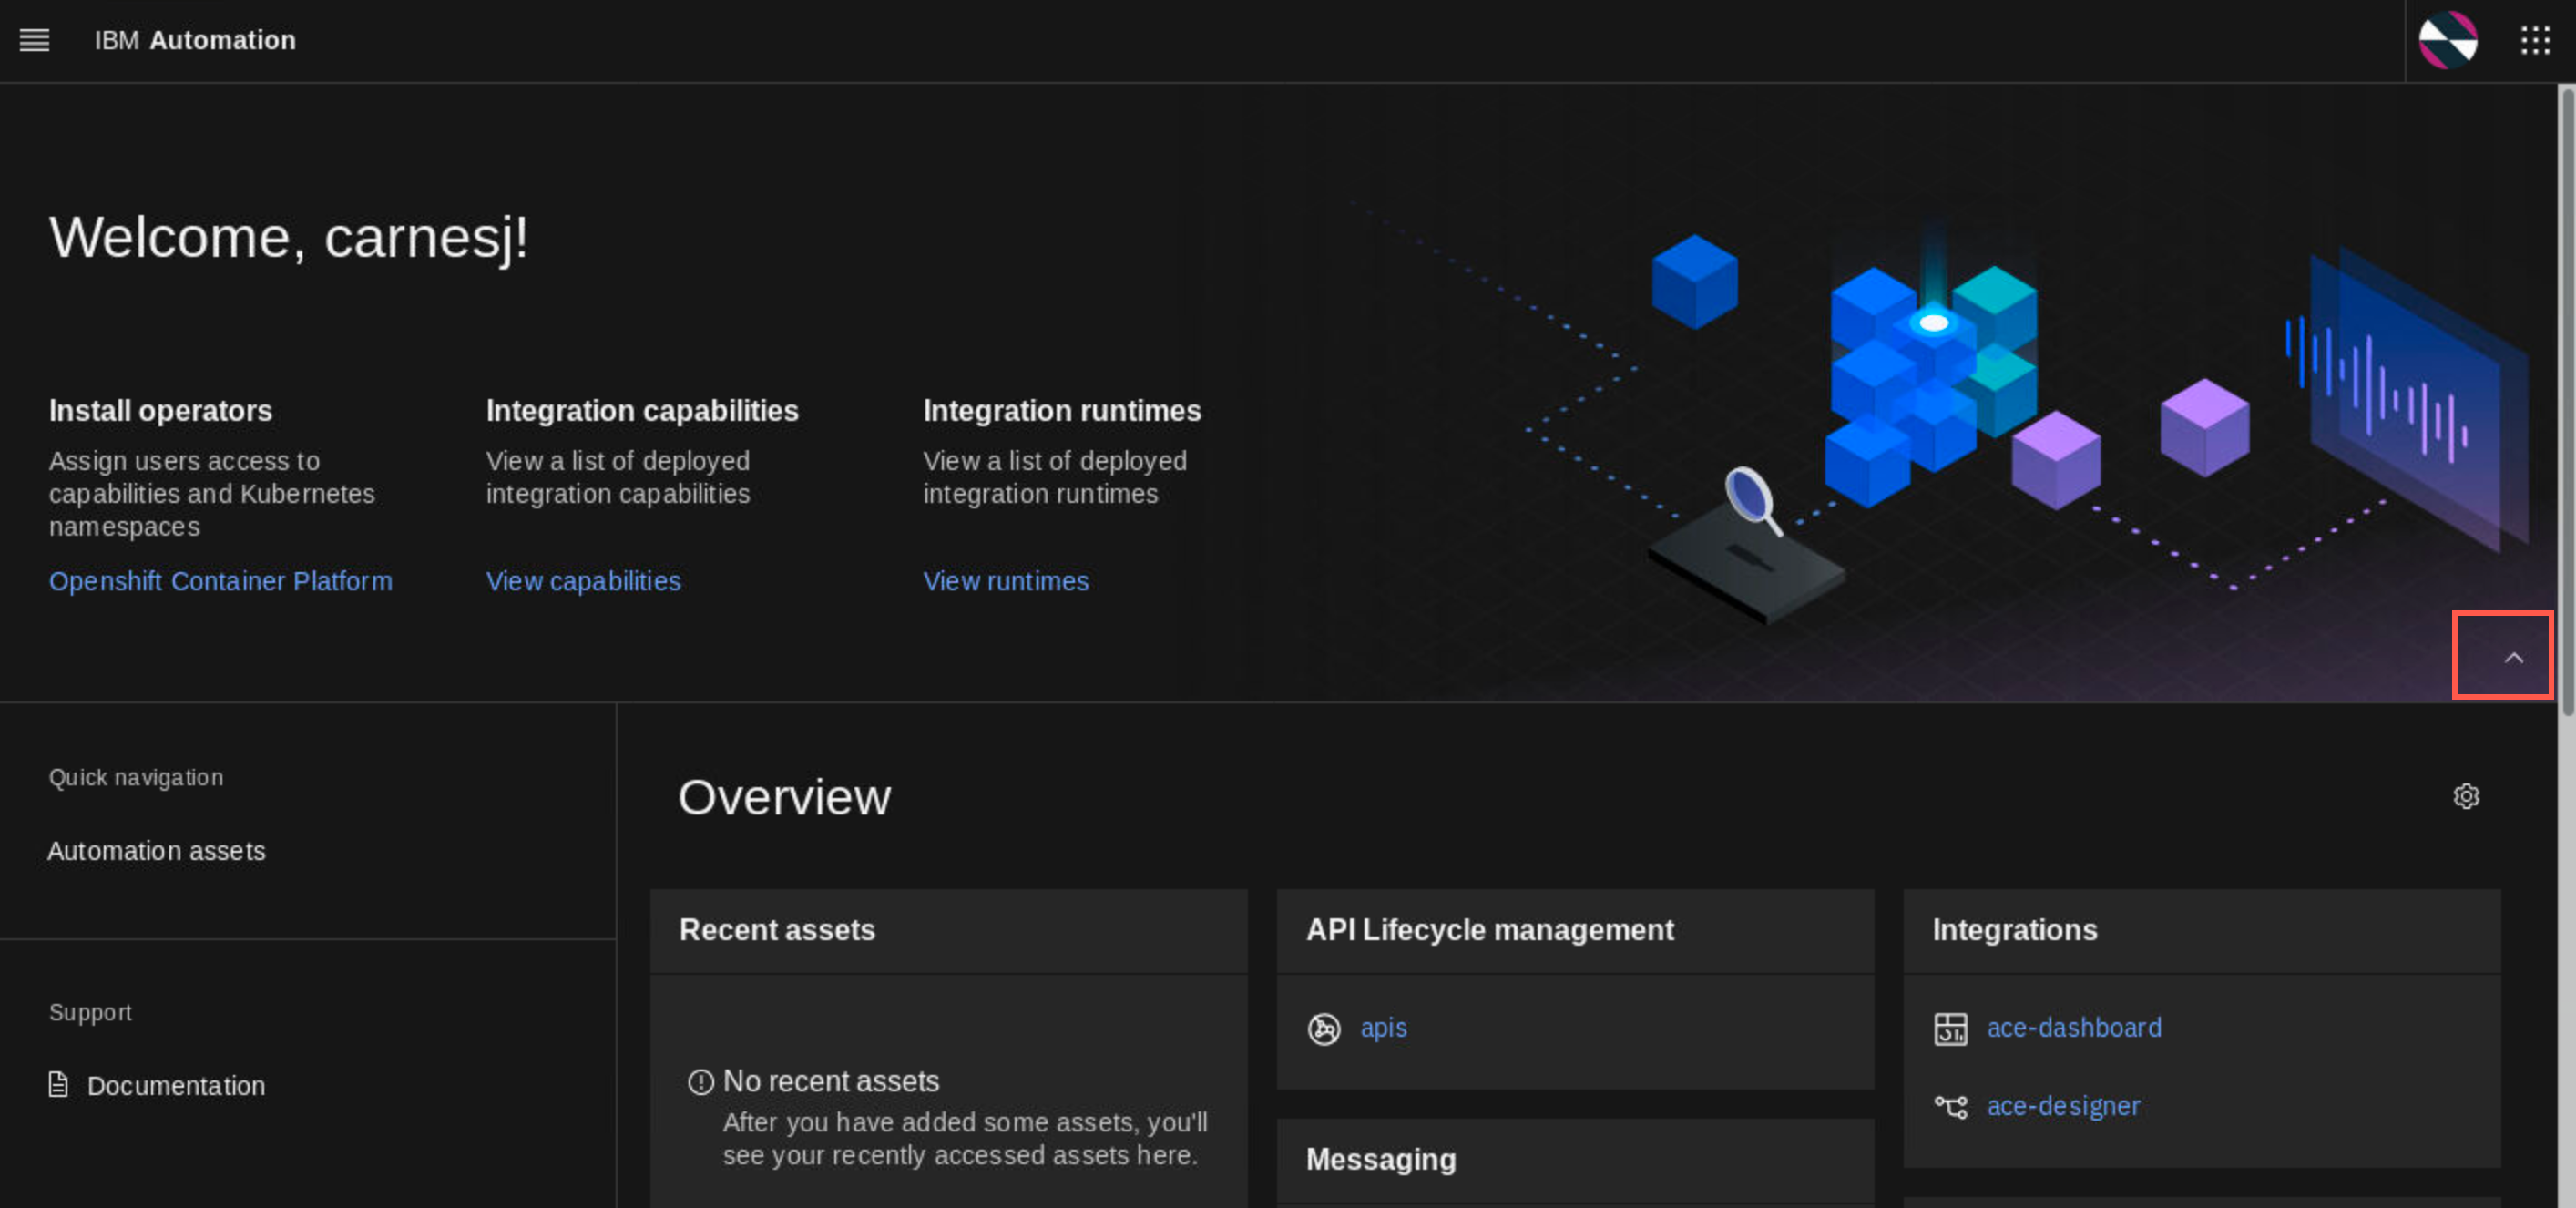 IBM Automation
Welcome, carnesj!
Install operators
Assign users access to
capabilities and Kubernetes
namespaces
Openshift Container Platform
Integration capabilities
View a list of deployed
integration capabilities
View capabilities
Integration runtimes
View a list of deployed
integration runtimes
View runtimes
Quick navigation
Automation assets
Support
Documentation
Overview
Recent assets
No recent assets
After you have added some assets, you'll
see your recently accessed assets here.
API Lifecycle management
apis
Messaging
Integrations
ace-dashboard
ace-designer